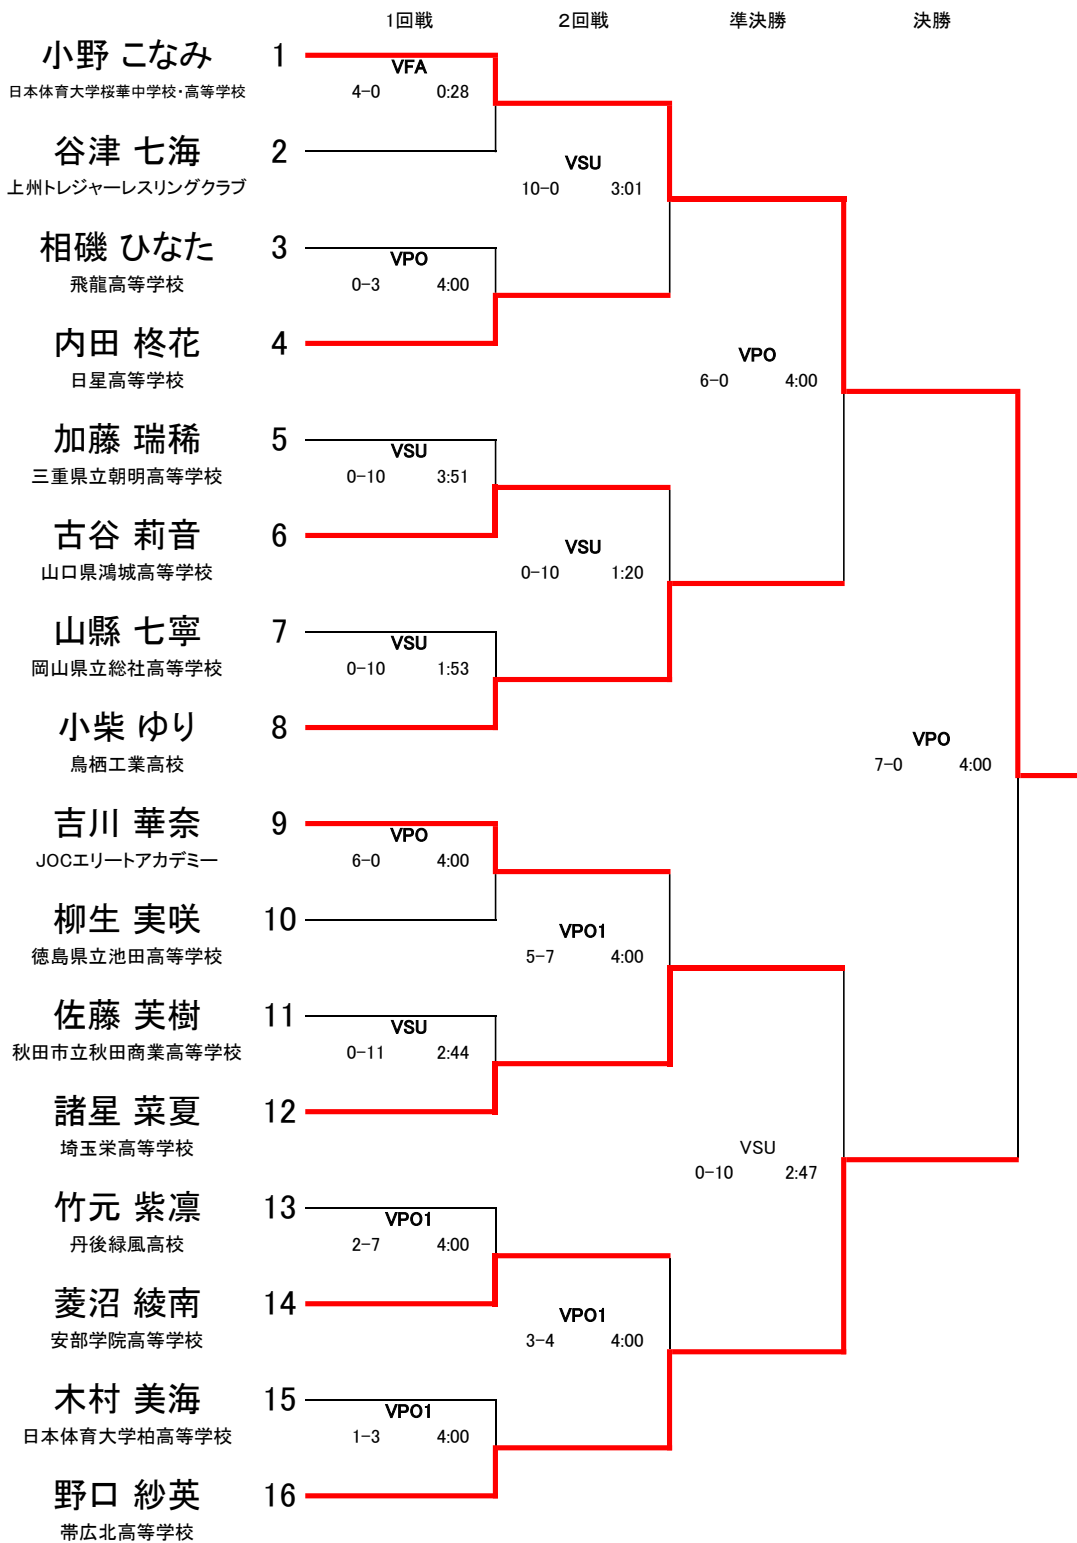 1回戦 2回戦 準決勝 決勝
小野 こなみ 1
VFA
日本体育大学桜華中学校・高等学校 4-0 0:28
谷津 七海 2
VSU
上州トレジャーレスリングクラブ 10-0 3:01
相磯 ひなた 3
VPO
飛龍高等学校 0-3 4:00
内田 柊花 4
VPO
日星高等学校 6-0 4:00
加藤 瑞稀 5
VSU
三重県立朝明高等学校 0-10 3:51
古谷 莉音 6
VSU
山口県鴻城高等学校 0-10 1:20
山縣 七寧 7
VSU
岡山県立総社高等学校 0-10 1:53
小柴 ゆり 8
VPO
鳥栖工業高校 7-0 4:00
吉川 華奈 9
VPO
JOCエリートアカデミー 6-0 4:00
柳生 実咲 10
VPO1
徳島県立池田高等学校 5-7 4:00
佐藤 芙樹 11
VSU
秋田市立秋田商業高等学校 0-11 2:44
諸星 菜夏 12
VSU
埼玉栄高等学校 0-10 2:47
竹元 紫凛 13
VPO1
丹後緑風高校 2-7 4:00
菱沼 綾南 14
VPO1
安部学院高等学校 3-4 4:00
木村 美海 15
VPO1
日本体育大学柏高等学校 1-3 4:00
野口 紗英 16
帯広北高等学校